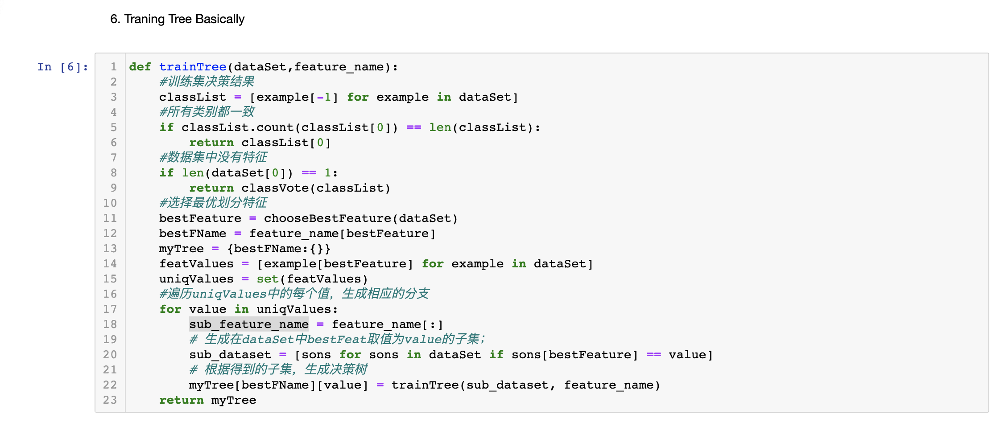 6. Traning Tree Basically
In [6]:
1 def trainTree(dataSet,feature_name):
2     #训练集决策结果
3     classList = [example[-1] for example in dataSet]
4     #所有类别都一致
5     if classList.count(classList[0]) == len(classList):
6         return classList[0]
7     #数据集中没有特征
8     if len(dataSet[0]) == 1:
9         return classVote(classList)
10     #选择最优划分特征
11     bestFeature = chooseBestFeature(dataSet)
12     bestFName = feature_name[bestFeature]
13     myTree = {bestFName:{}}
14     featValues = [example[bestFeature] for example in dataSet]
15     uniqValues = set(featValues)
16     #遍历uniqValues中的每个值，生成相应的分支
17     for value in uniqValues:
18         sub_feature_name = feature_name[:]
19         # 生成在dataSet中bestFeat取值为value的子集；
20         sub_dataset = [sons for sons in dataSet if sons[bestFeature] == value]
21         # 根据得到的子集，生成决策树
22         myTree[bestFName][value] = trainTree(sub_dataset, feature_name)
23     return myTree